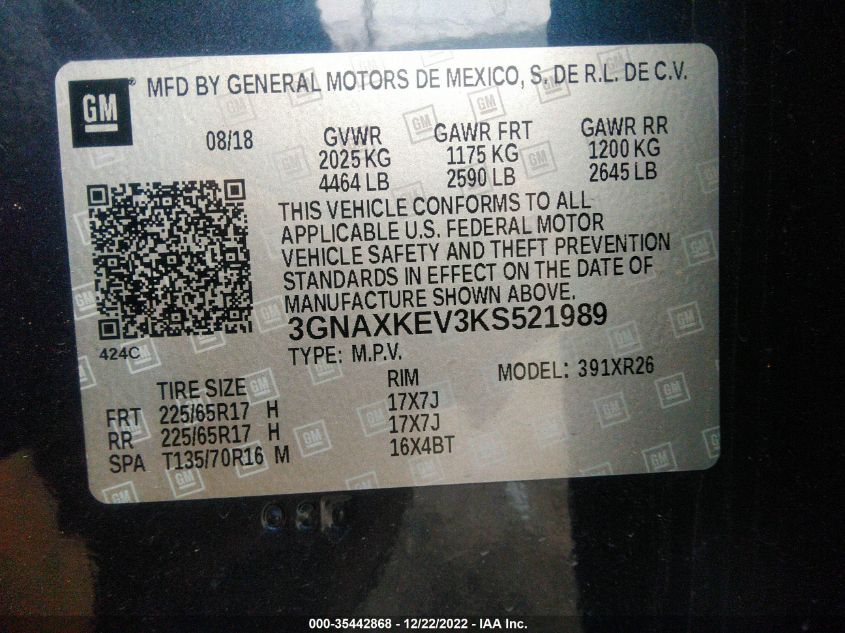 GM
MFD BY GENERAL MOTORS DE MEXICO, S. DE R.L. DE C.V.
08/18 GVWR GAWR FRT GAWR RR
2025 KG 1175 KG 1200 KG
4464 LB 2590 LB 2645 LB
THIS VEHICLE CONFORMS TO ALL
APPLICABLE U.S. FEDERAL MOTOR
VEHICLE SAFETY AND THEFT PREVENTION
STANDARDS IN EFFECT ON THE DATE OF
MANUFACTURE SHOWN ABOVE.
3GNAXKEV3KS521989
424C
TYPE: M.P.V. MODEL: 391XR26
TIRE SIZE RIM
FRT 225/65R17 H 17X7J
RR 225/65R17 H 17X7J
SPA T135/70R16 M 16X4BT
000-35442868 - 12/22/2022 - IAA Inc.